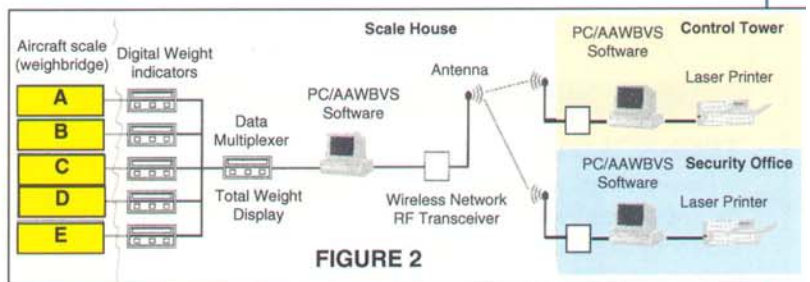 Aircraft scale
(weighbridge)
Digital Weight
indicators
Scale House
PC/AAWBVS
Software
Control Tower
Antenna
Laser Printer
A
B
C
D
E
Data
Multiplexer
PC/AAWBVS
Software
Total Weight
Display
Wireless Network
RF Transceiver
PC/AAWBVS
Software
Security Office
Laser Printer
FIGURE 2